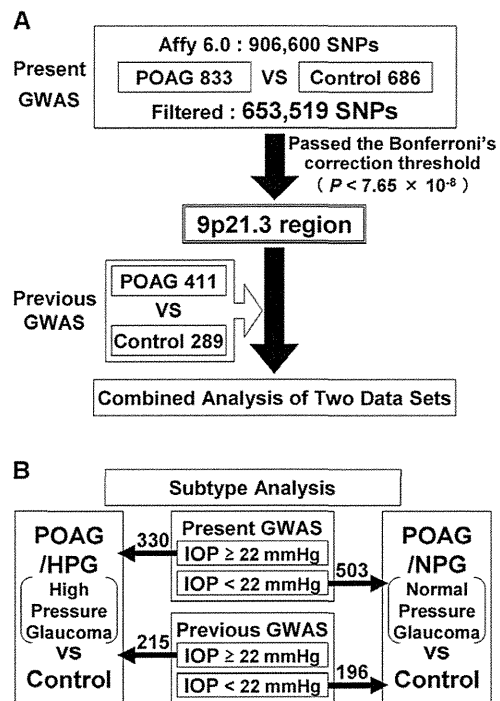 A
Present
GWAS
Affy 6.0 : 906,600 SNPs
POAG 833 VS Control 686
Filtered : 653,519 SNPs
Passed the Bonferroni's
correction threshold
( P < 7.65 × 10-8 )
9p21.3 region
Previous
GWAS
POAG 411
VS
Control 289
Combined Analysis of Two Data Sets
B
Subtype Analysis
POAG
/HPG
High
Pressure
Glaucoma
VS
Control
330
Present GWAS
IOP ≥ 22 mmHg
IOP < 22 mmHg
503
215
Previous GWAS
IOP ≥ 22 mmHg
IOP < 22 mmHg
196
POAG
/NPG
Normal
Pressure
Glaucoma
VS
Control